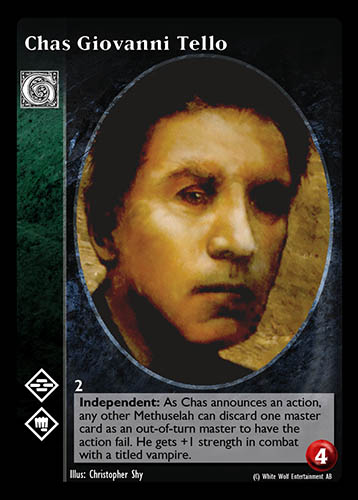 Chas Giovanni Tello
G
2
Independent: As Chas announces an action,
any other Methuselah can discard one master
card as an out-of-turn master to have the
action fail. He gets +1 strength in combat
with a titled vampire.
4
Illus: Christopher Shy
(C) White Wolf Entertainment AB